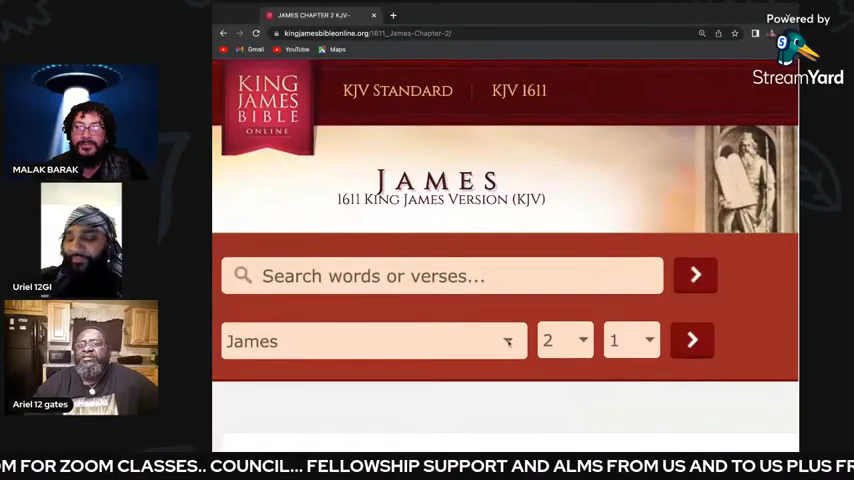 JAMES CHAPTER 2 KJV-
kingjamesbibleonline.org/1611_James-Chapter-2/
Gmail
YouTube
Maps
Powered by
StreamYard
KING
JAMES
BIBLE
ONLINE
KJV STANDARD
KJV 1611
JAMES
1611 KING JAMES VERSION (KJV)
Search words or verses...
James
2
1
MALAK BARAK
Uriel 12GI
Ariel 12 gates
OM FOR ZOOM CLASSES.. COUNCIL... FELLOWSHIP SUPPORT AND ALMS FROM US AND TO US PLUS FR